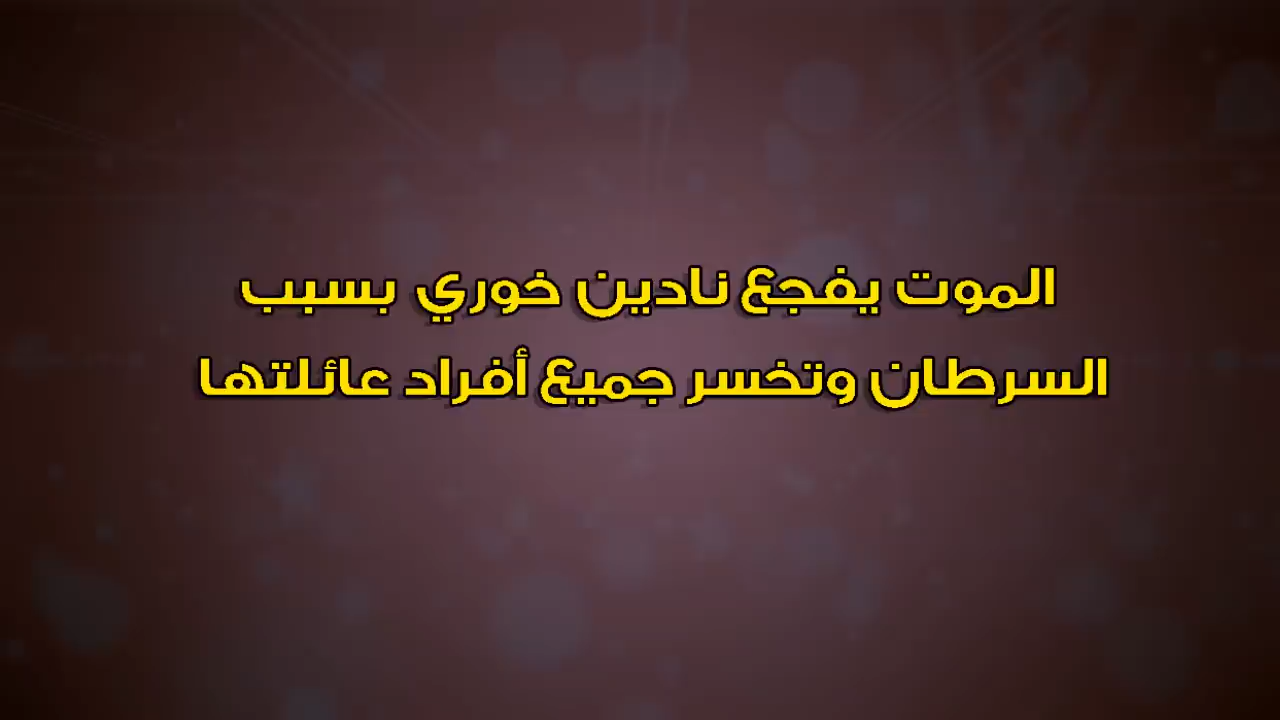 الموت يفجع نادين خوري بسبب
السرطان وتخسر جميع أفراد عائلتها